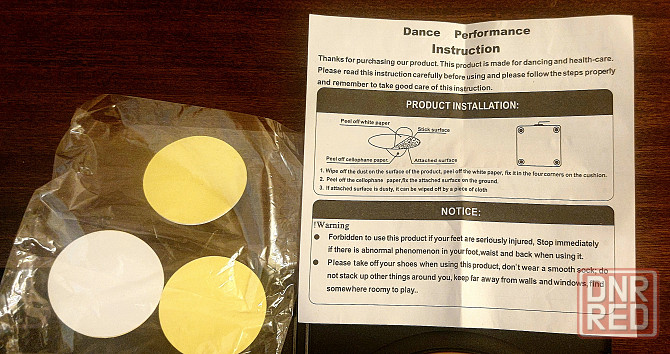 Dance Performance
Instruction
Thanks for purchasing our product. This product is made for dancing and health-care.
Please read this instruction carefully before using and please follow the steps properly
and remember to take good care of this instruction.
PRODUCT INSTALLATION:
Peel off white paper
Stick surface
Peel off cellophane paper
Attached surface
1. Wipe off the dust on the surface of the product, peel off the white paper, fix it in the four corners on the cushion.
2. Peel off the cellophane paper,fix the attached surface on the ground.
3. If attached surface is dusty, it can be wiped off by a piece of cloth
NOTICE:
!Warning
● Forbidden to use this product if your feet are seriously injured, Stop immediately
if there is abnormal phenomenon in your foot,waist and back when using it.
● Please take off your shoes when using this product, don't wear a smooth sock; do
not stack up other things around you, keep far away from walls and windows, find
somewhere roomy to play..
DNR
RED